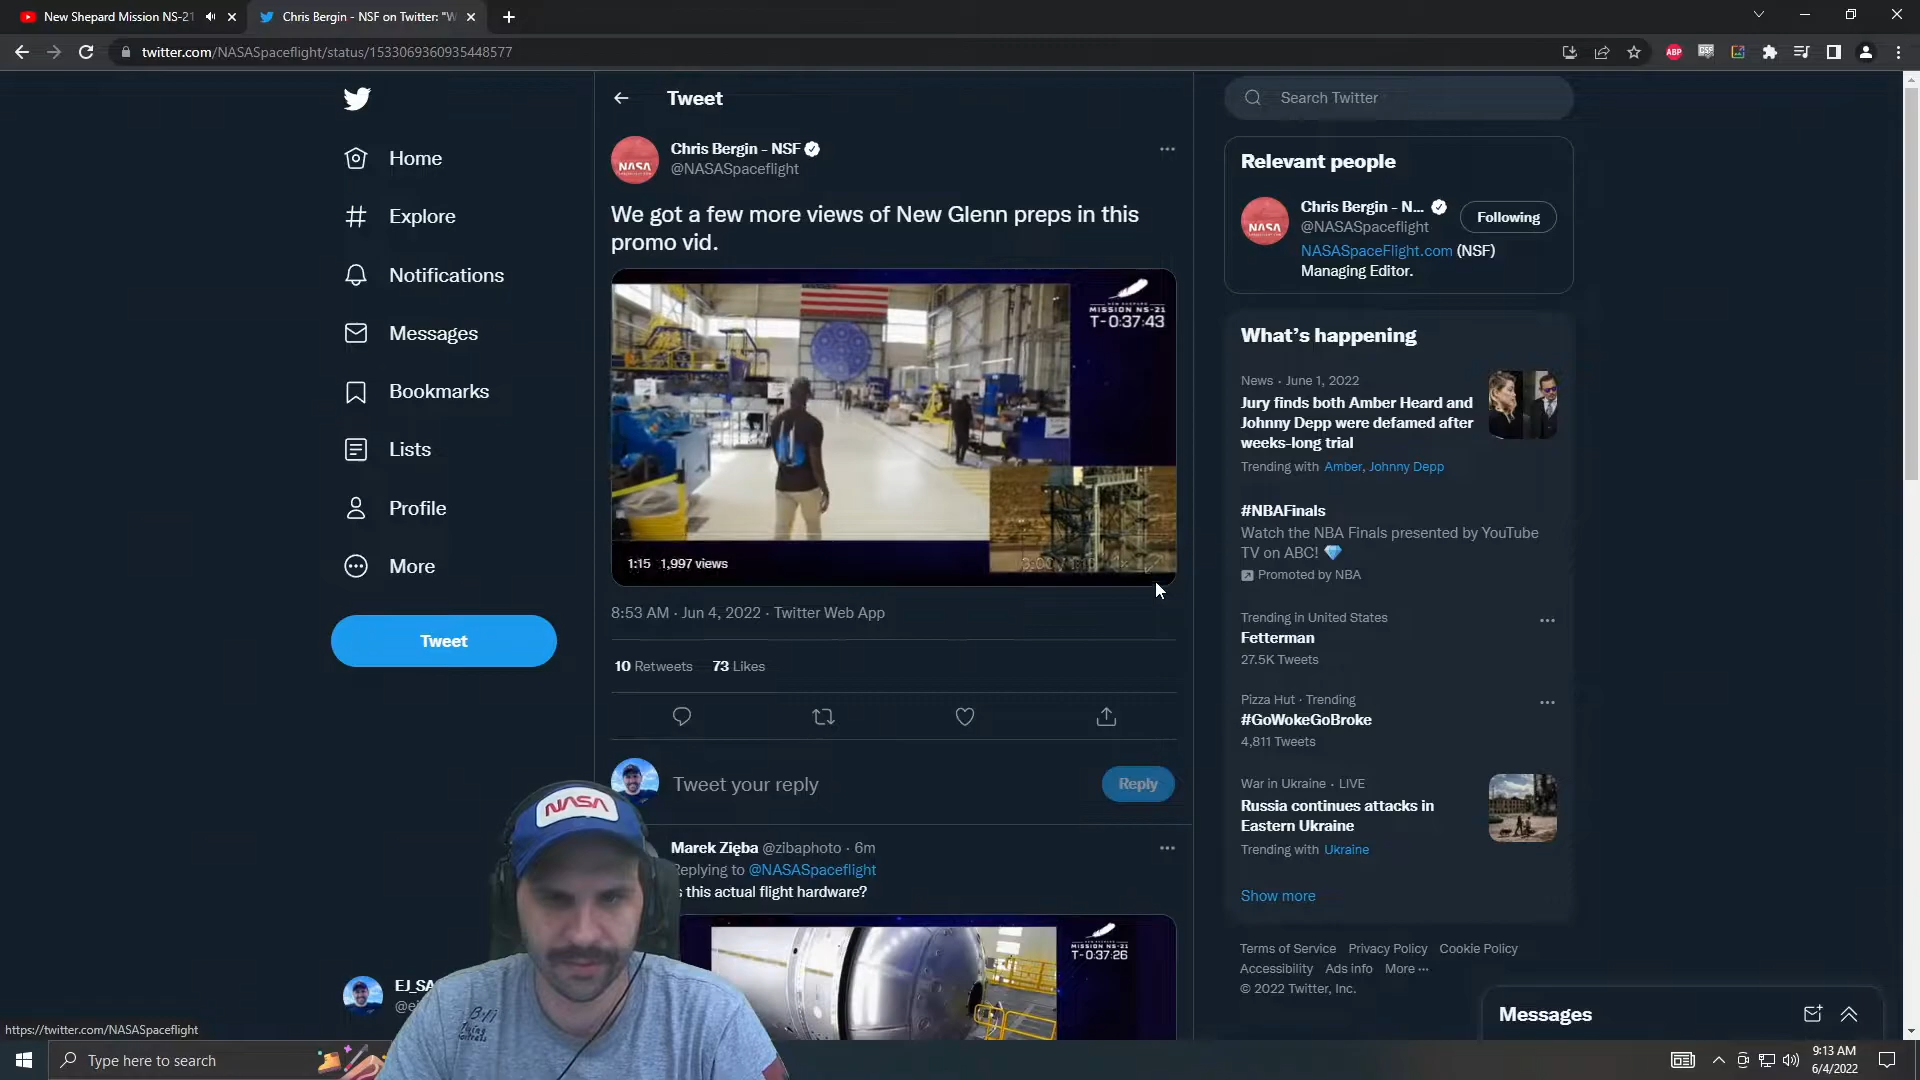 New Shepard Mission NS-21
Chris Bergin - NSF on Twitter: "W
twitter.com/NASASpaceflight/status/1533069360935448577
ABP
Tweet
Search Twitter
Home
Explore
Notifications
Messages
Bookmarks
Lists
Profile
More
Tweet
NASA
Chris Bergin - NSF
@NASASpaceflight
We got a few more views of New Glenn preps in this
promo vid.
NEW SHEPARD
MISSION NS-21
T-0:37:43
1:15 1,997 views
8:53 AM · Jun 4, 2022 · Twitter Web App
10 Retweets 73 Likes
Tweet your reply
Reply
Marek Zięba @zibaphoto · 6m
Replying to @NASASpaceflight
this actual flight hardware?
MISSION NS-21
T-0:37:26
Relevant people
NASA
Chris Bergin - N...
@NASASpaceflight
Following
NASASpaceFlight.com (NSF)
Managing Editor.
What's happening
News · June 1, 2022
Jury finds both Amber Heard and
Johnny Depp were defamed after
weeks-long trial
Trending with Amber, Johnny Depp
#NBAFinals
Watch the NBA Finals presented by YouTube
TV on ABC!
Promoted by NBA
Trending in United States
Fetterman
27.5K Tweets
Pizza Hut · Trending
#GoWokeGoBroke
4,811 Tweets
War in Ukraine · LIVE
Russia continues attacks in
Eastern Ukraine
Trending with Ukraine
Show more
Terms of Service Privacy Policy Cookie Policy
Accessibility Ads info More ···
© 2022 Twitter, Inc.
Messages
EJ_SA
NASA
https://twitter.com/NASASpaceflight
Type here to search
9:13 AM
6/4/2022